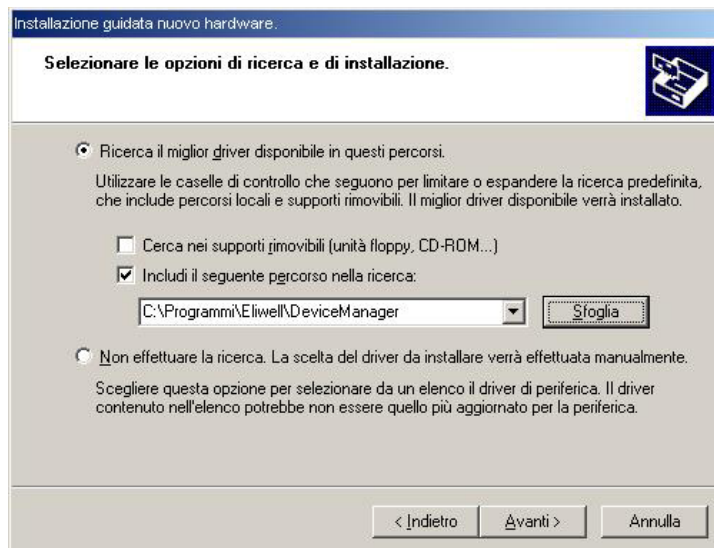 Installazione guidata nuovo hardware.
Selezionare le opzioni di ricerca e di installazione.
Ricerca il miglior driver disponibile in questi percorsi.
Utilizzare le caselle di controllo che seguono per limitare o espandere la ricerca predefinita,
che include percorsi locali e supporti rimovibili. Il miglior driver disponibile verrà installato.
Cerca nei supporti rimovibili (unità floppy, CD-ROM...)
Includi il seguente percorso nella ricerca:
C:\Programmi\Eliwell\DeviceManager
Sfoglia
Non effettuare la ricerca. La scelta del driver da installare verrà effettuata manualmente.
Scegliere questa opzione per selezionare da un elenco il driver di periferica. Il driver
contenuto nell'elenco potrebbe non essere quello più aggiornato per la periferica.
< Indietro
Avanti >
Annulla